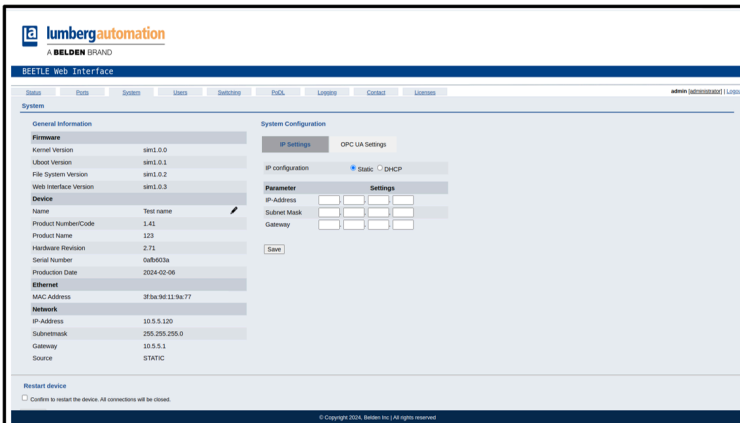 a lumbergautomation
A BELDEN BRAND
BEETLE Web Interface
Status Ports System Users Switching PoDL Logging Contact Licenses admin [administrator] |
System
General Information
Firmware
Kernel Version sim1.0.0
Uboot Version sim1.0.1
File System Version sim1.0.2
Web Interface Version sim1.0.3
Device
Name Test name
Product Number/Code 1.41
Product Name 123
Hardware Revision 2.71
Serial Number 0afb603a
Production Date 2024-02-06
Ethernet
MAC Address 3f:ba:9d:11:9a:77
Network
IP-Address 10.5.5.120
Subnetmask 255.255.255.0
Gateway 10.5.5.1
Source STATIC
System Configuration
IP Settings OPC UA Settings
IP configuration Static DHCP
Parameter Settings
IP-Address . . .
Subnet Mask . . .
Gateway . . .
Save
Restart device
Confirm to restart the device. All connections will be closed.
© Copyright 2024, Belden Inc | All rights reserved